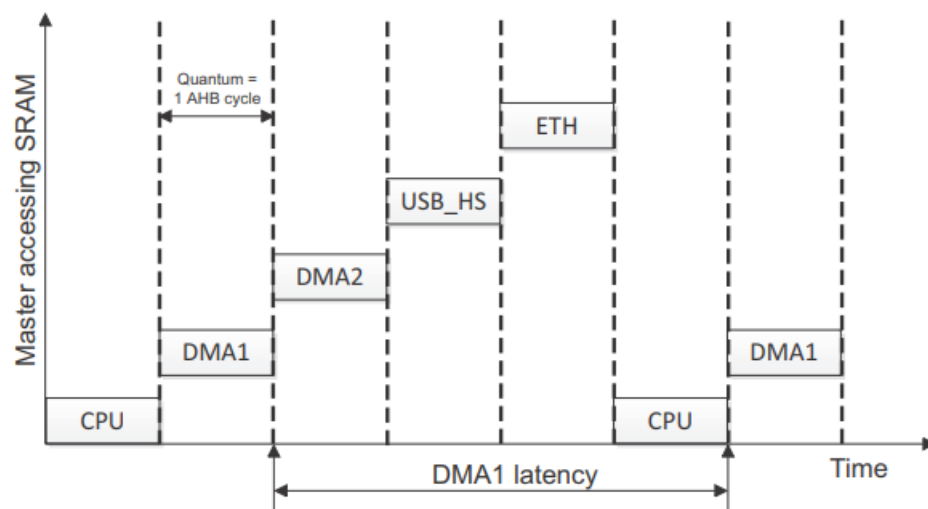 Master accessing SRAM
Quantum =
1 AHB cycle
ETH
USB_HS
DMA2
DMA1
DMA1
CPU
CPU
DMA1 latency
Time